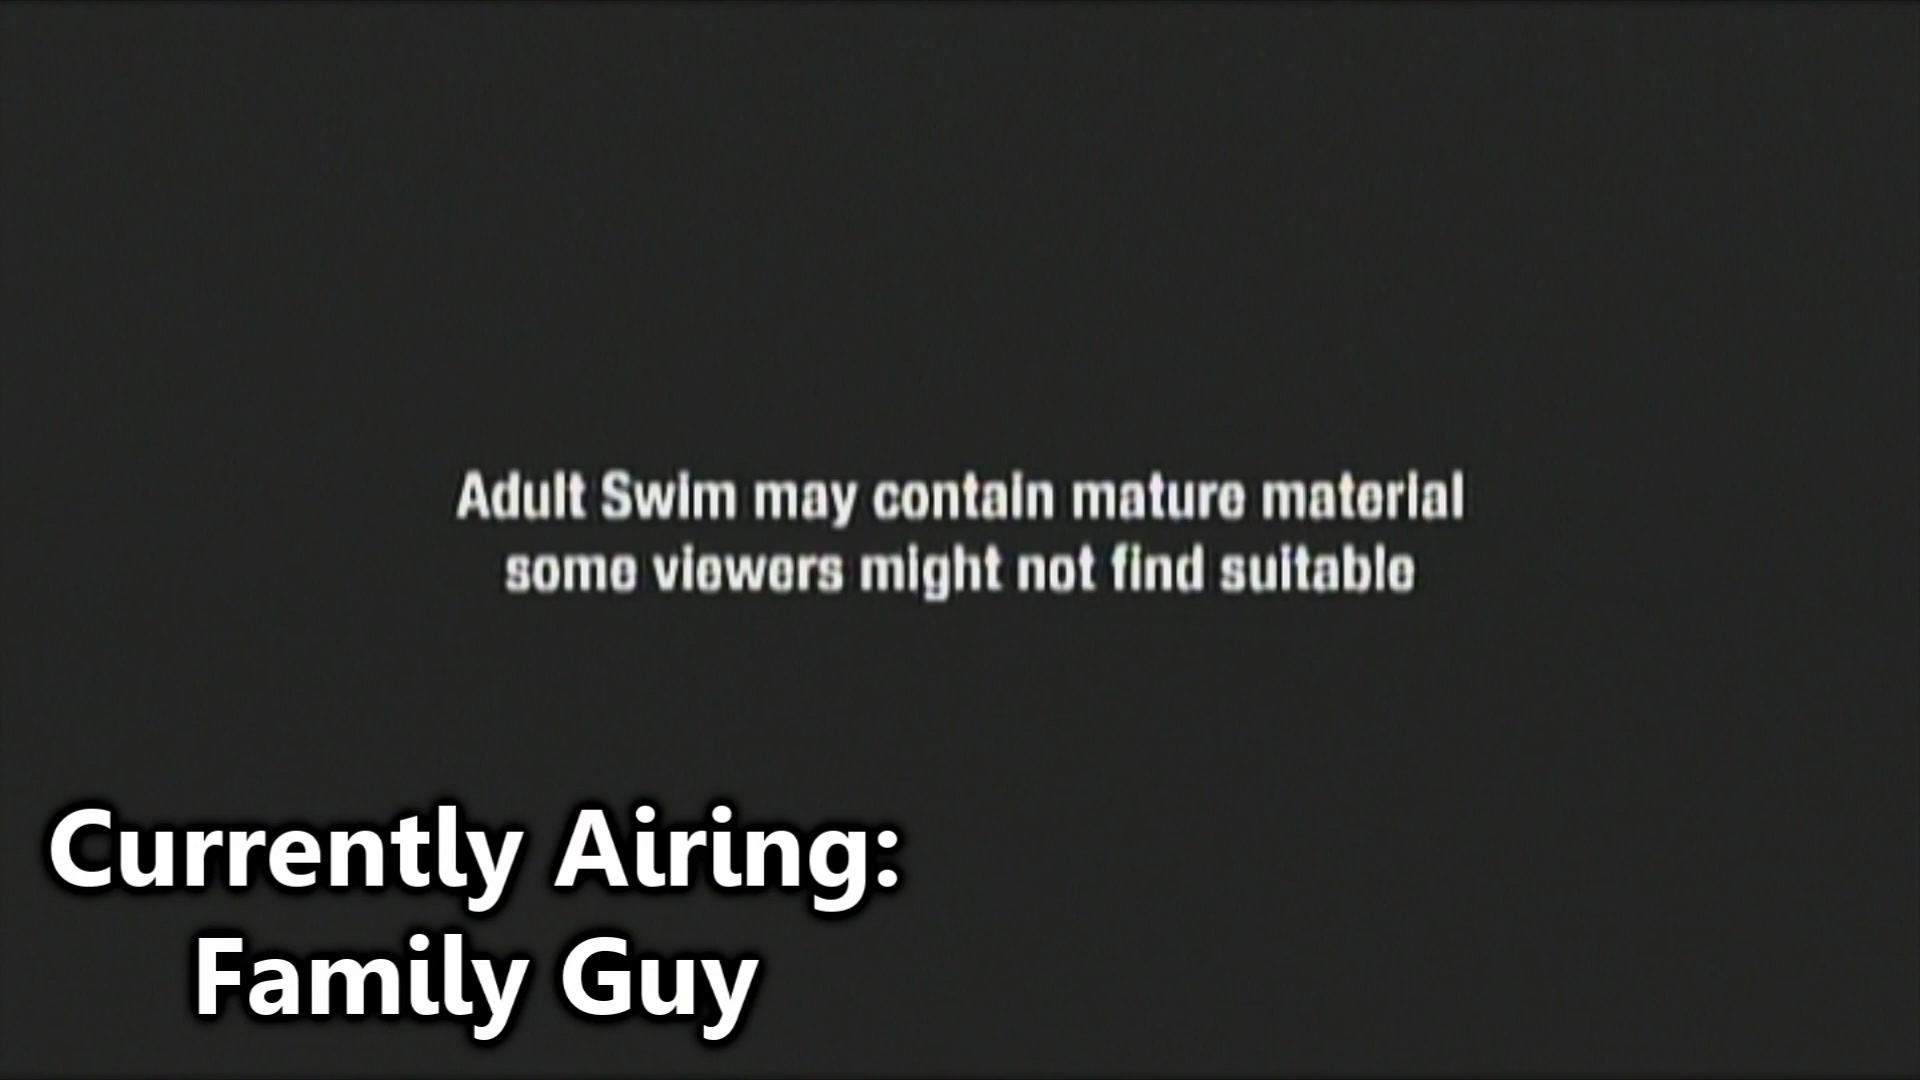 Adult Swim may contain mature material
some viewers might not find suitable
Currently Airing:
Family Guy